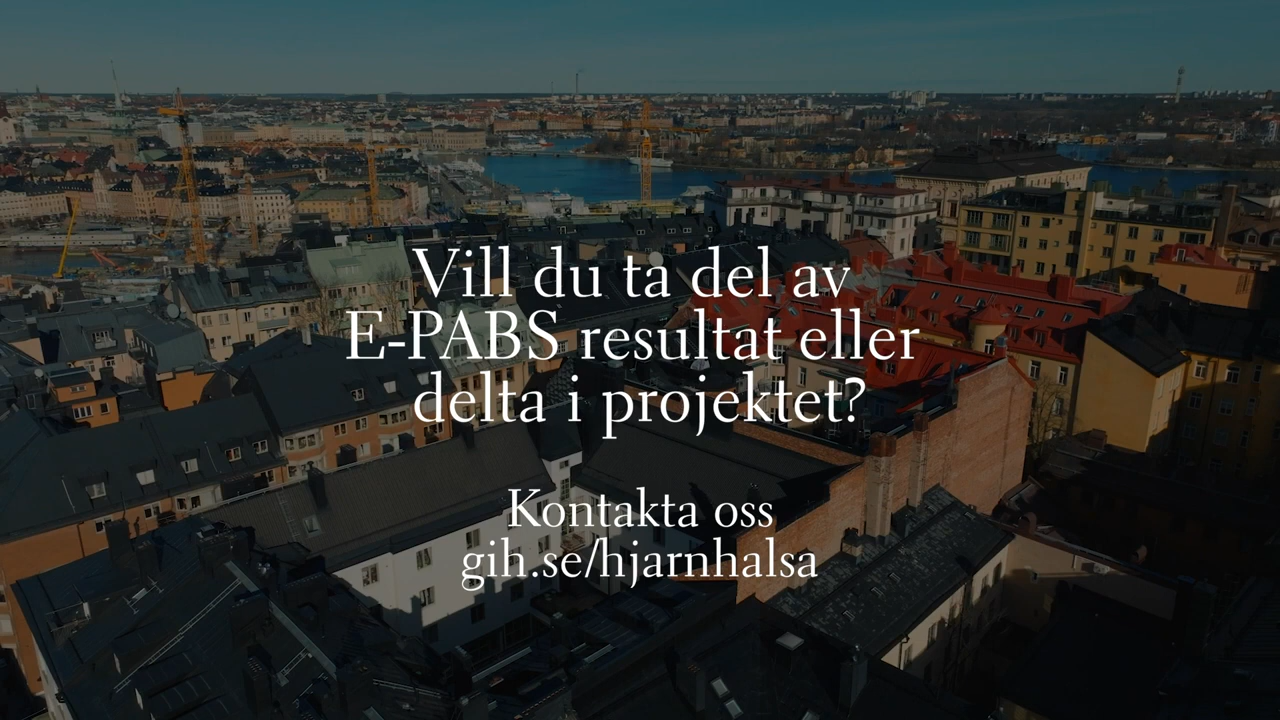 Vill du ta del av
E-PABS resultat eller
delta i projektet?
Kontakta oss
gih.se/hjarnhalsa